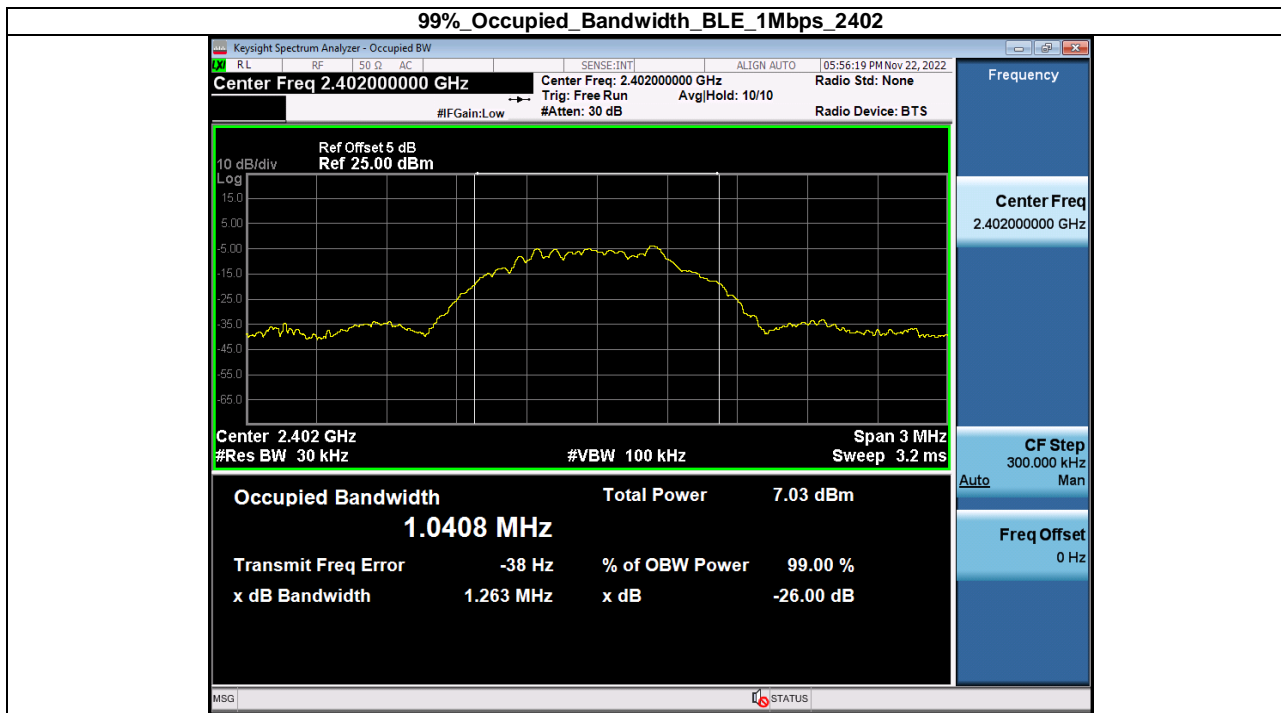 99%_Occupied_Bandwidth_BLE_1Mbps_2402
Keysight Spectrum Analyzer - Occupied BW
LXI RL RF 50 Ω AC SENSE:INT ALIGN AUTO 05:56:19 PM Nov 22, 2022
Center Freq 2.402000000 GHz
Center Freq: 2.402000000 GHz Radio Std: None
Trig: Free Run Avg|Hold: 10/10
#IFGain:Low #Atten: 30 dB Radio Device: BTS
Ref Offset 5 dB
10 dB/div Ref 25.00 dBm
Log
15.0
5.00
-5.00
-15.0
-25.0
-35.0
-45.0
-55.0
-65.0
Center 2.402 GHz Span 3 MHz
#Res BW 30 kHz #VBW 100 kHz Sweep 3.2 ms
Occupied Bandwidth Total Power 7.03 dBm
1.0408 MHz
Transmit Freq Error -38 Hz % of OBW Power 99.00 %
x dB Bandwidth 1.263 MHz x dB -26.00 dB
MSG STATUS
Frequency
Center Freq
2.402000000 GHz
CF Step
300.000 kHz
Auto Man
Freq Offset
0 Hz